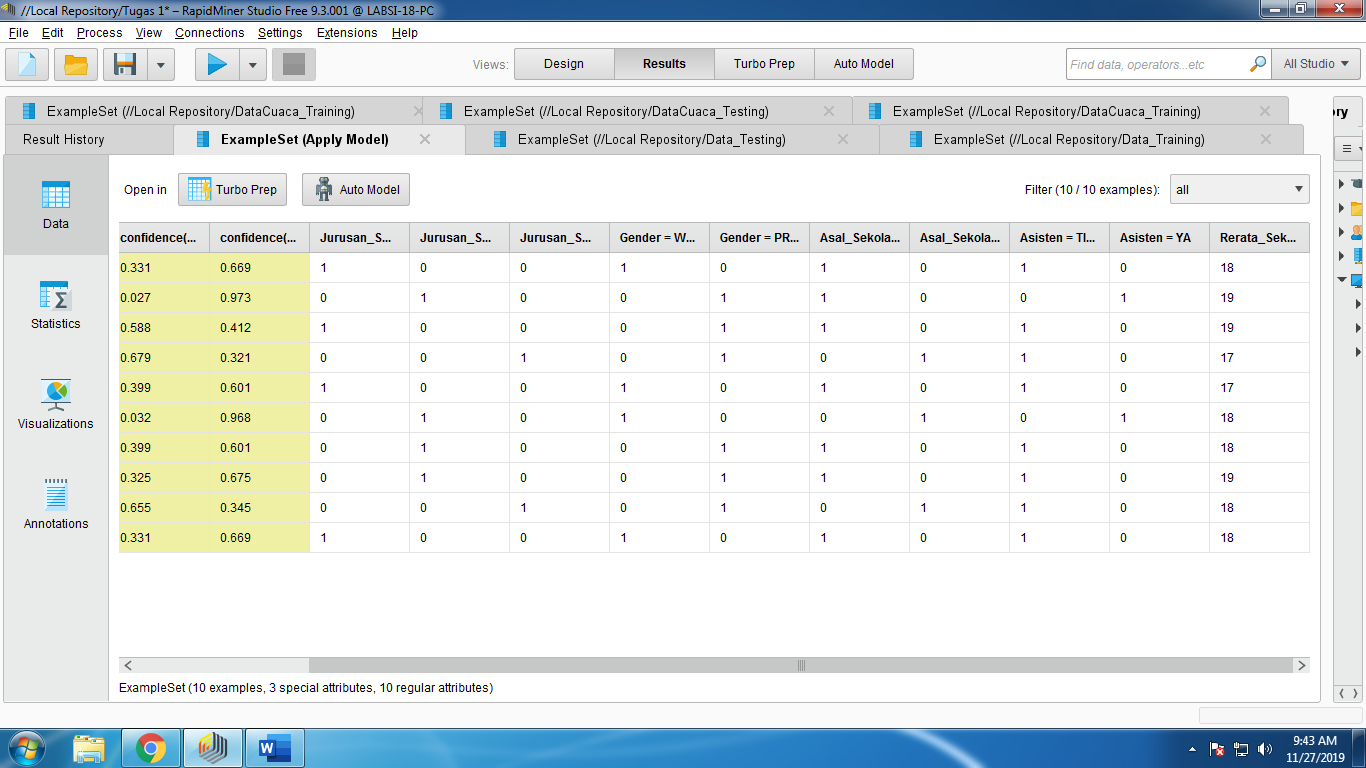 //Local Repository/Tugas 1* – RapidMiner Studio Free 9.3.001 @ LABSI-18-PC
File Edit Process View Connections Settings Extensions Help
Views: Design Results Turbo Prep Auto Model Find data, operators...etc All Studio
ExampleSet (///Local Repository/DataCuaca_Training) ExampleSet (///Local Repository/DataCuaca_Testing) ExampleSet (///Local Repository/DataCuaca_Training) ory
Result History ExampleSet (Apply Model) ExampleSet (///Local Repository/Data_Testing) ExampleSet (///Local Repository/Data_Training)
Open in Turbo Prep Auto Model Filter (10 / 10 examples): all
Data
Statistics
Visualizations
Annotations
confidence(... confidence(... Jurusan_S... Jurusan_S... Jurusan_S... Gender = W... Gender = PR... Asal_Sekola... Asal_Sekola... Asisten = TI... Asisten = YA Rerata_Sek...
0.331 0.669 1 0 0 1 0 1 0 1 0 18
0.027 0.973 0 1 0 0 1 1 0 0 1 19
0.588 0.412 1 0 0 0 1 1 0 1 0 19
0.679 0.321 0 0 1 0 1 0 1 1 0 17
0.399 0.601 1 0 0 1 0 1 0 1 0 17
0.032 0.968 0 1 0 1 0 0 1 0 1 18
0.399 0.601 0 1 0 0 1 1 0 1 0 18
0.325 0.675 0 1 0 0 1 1 0 1 0 19
0.655 0.345 0 0 1 0 1 0 1 1 0 18
0.331 0.669 1 0 0 1 0 1 0 1 0 18
ExampleSet (10 examples, 3 special attributes, 10 regular attributes)
9:43 AM
11/27/2019